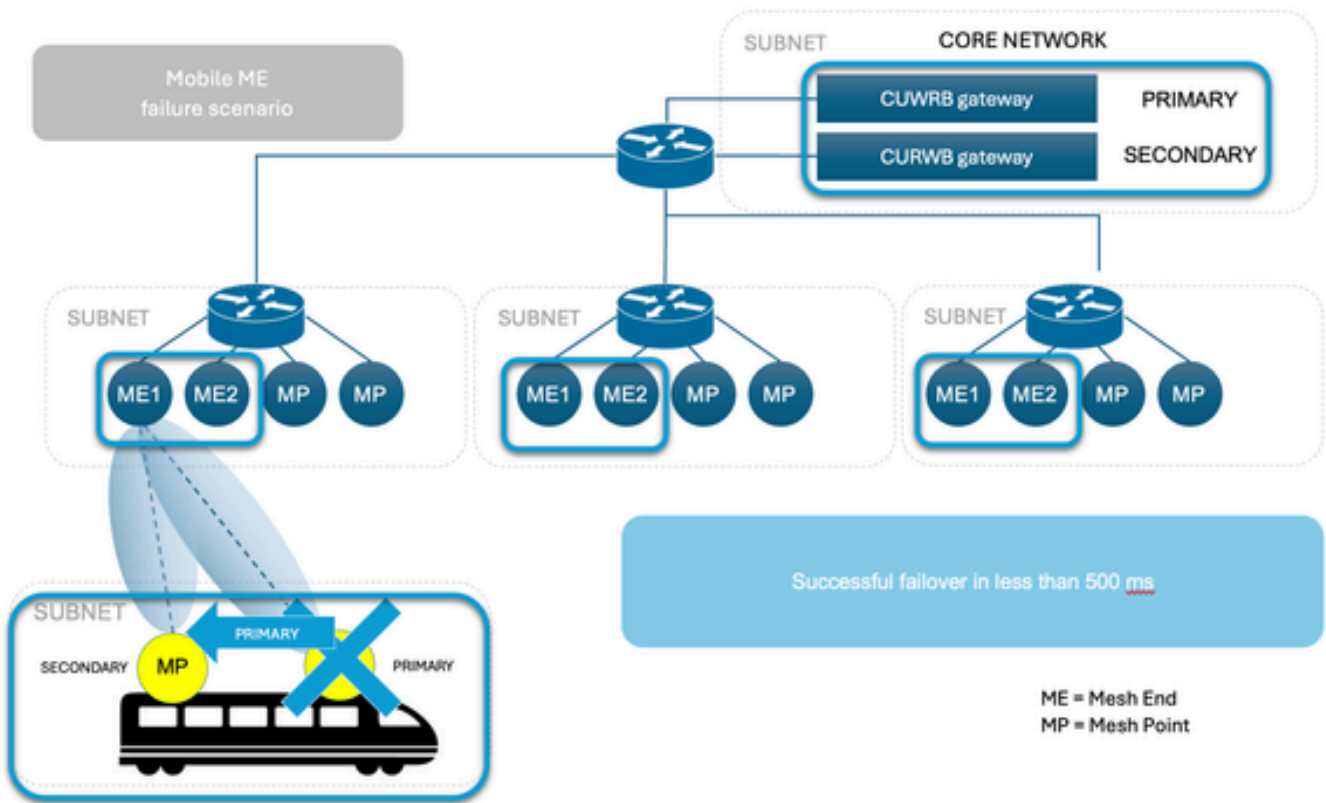 Mobile ME
failure scenario
SUBNET
CORE NETWORK
CUWRB gateway
PRIMARY
CURWB gateway
SECONDARY
SUBNET
ME1
ME2
MP
MP
SUBNET
ME1
ME2
MP
MP
SUBNET
ME1
ME2
MP
MP
Successful failover in less than 500 ms
SUBNET
PRIMARY
SECONDARY
MP
PRIMARY
ME = Mesh End
MP = Mesh Point